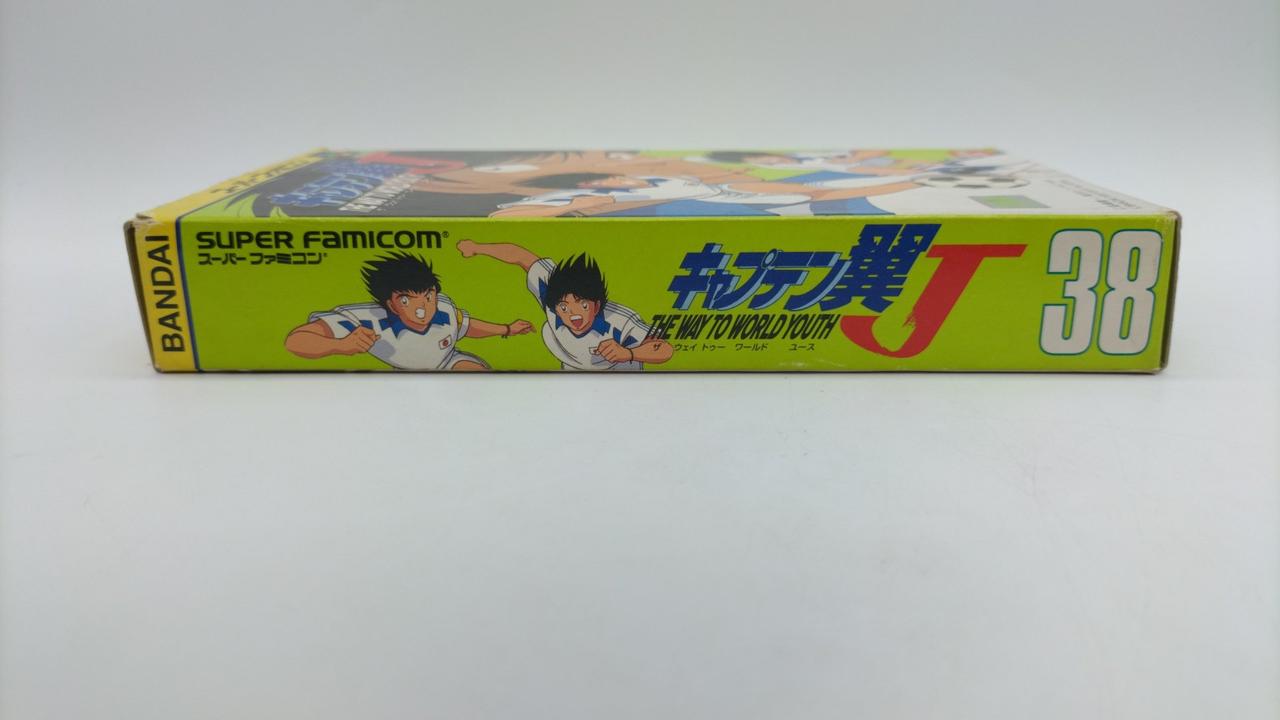 BANDAI
SUPER FAMICOM®
スーパーファミコン®
キャプテン翼J
THE WAY TO WORLD YOUTH
ザ ウェイ トゥー ワールド ユース
38